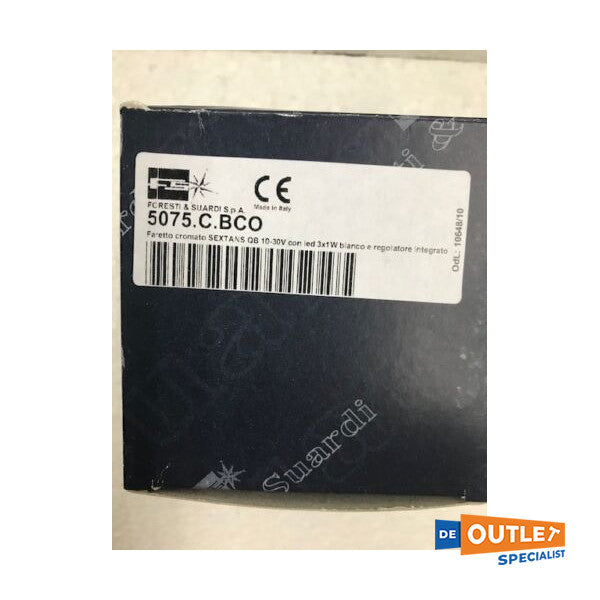 FORESTI & SUARDI S.p.A.
CE
Made in Italy
5075.C.BCO
Faretto cromato SEXTANS QB 10-30V con led 3x1W bianco e regolatore integrato
OdL: 10648/10
Suardi
Suardi
DE OUTLET
SPECIALIST